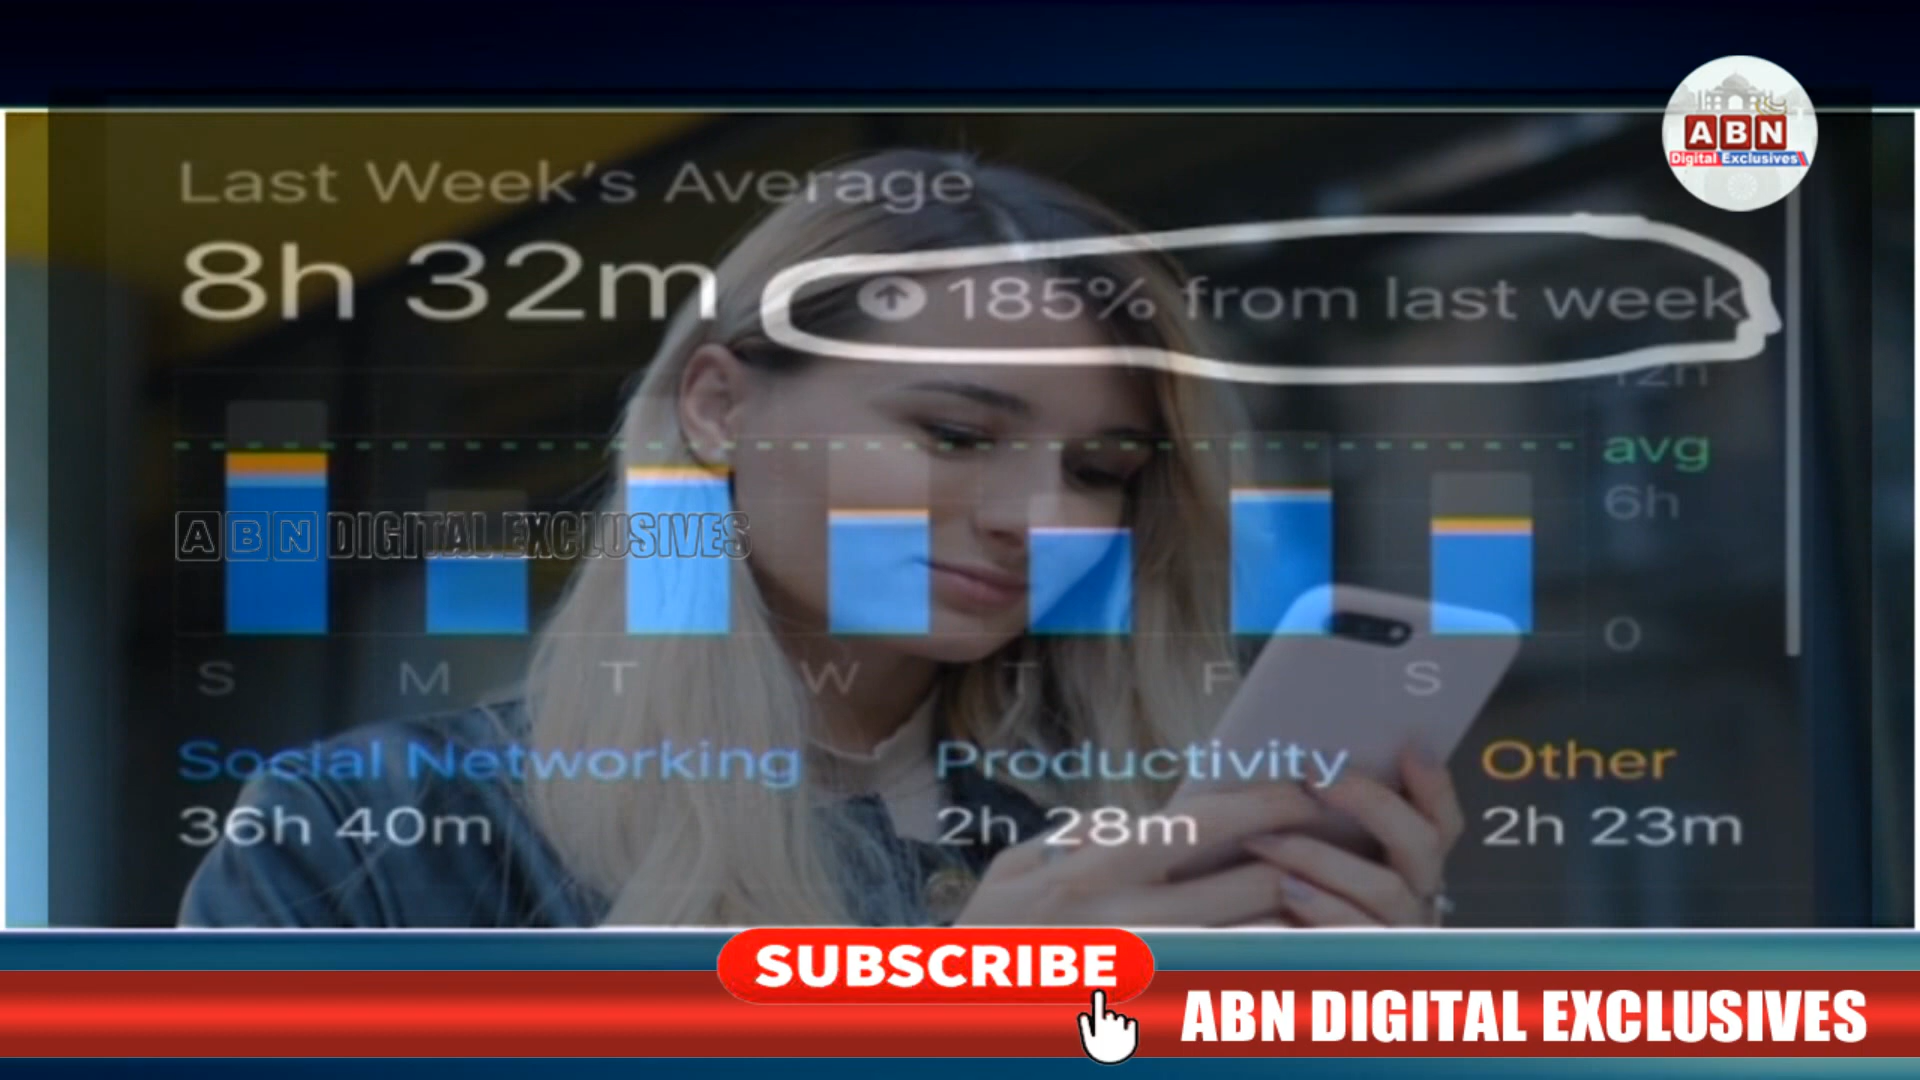 ABN
Digital Exclusives
Last Week's Average
8h 32m
185% from last week
12h
avg
6h
0
ABN DIGITAL EXCLUSIVES
S M T W T F S
Social Networking Productivity Other
36h 40m 2h 28m 2h 23m
SUBSCRIBE
ABN DIGITAL EXCLUSIVES